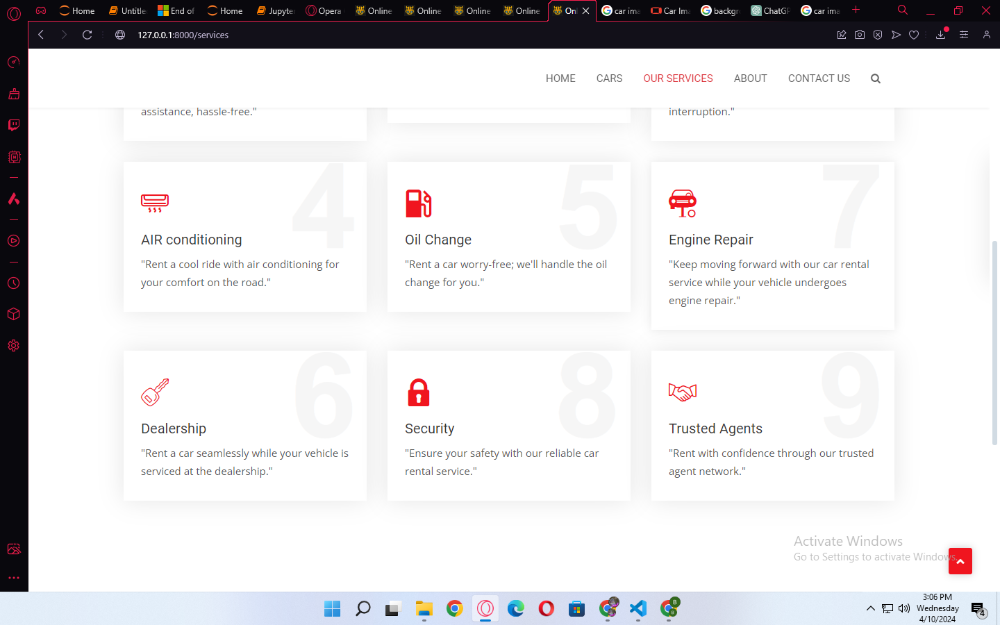 Home
Untitle
End of
Home
Jupyter
Opera
Online
Online
Online
Online
Onl
car ima
Car Ima
backgr
ChatGP
car ima
127.0.0.1:8000/services
HOME CARS OUR SERVICES ABOUT CONTACT US
assistance, hassle-free."
interruption."
4
AIR conditioning
"Rent a cool ride with air conditioning for
your comfort on the road."
5
Oil Change
"Rent a car worry-free; we'll handle the oil
change for you."
7
Engine Repair
"Keep moving forward with our car rental
service while your vehicle undergoes
engine repair."
6
Dealership
"Rent a car seamlessly while your vehicle is
serviced at the dealership."
8
Security
"Ensure your safety with our reliable car
rental service."
9
Trusted Agents
"Rent with confidence through our trusted
agent network."
Activate Windows
Go to Settings to activate Windows.
3:06 PM
Wednesday
4/10/2024
4